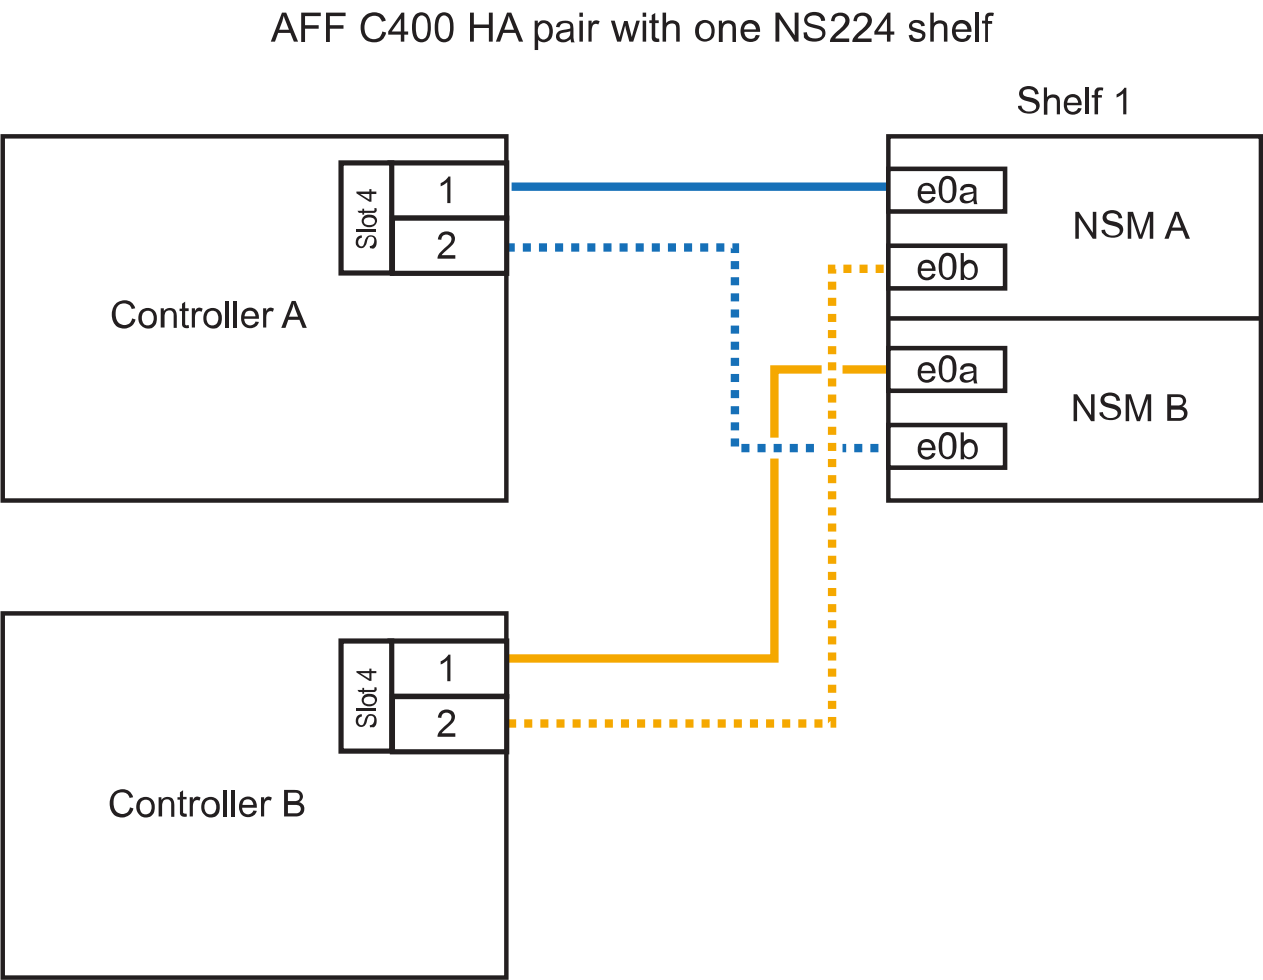 AFF C400 HA pair with one NS224 shelf
Shelf 1
Slot 4
1
2
Controller A
e0a
e0b
NSM A
e0a
e0b
NSM B
Slot 4
1
2
Controller B